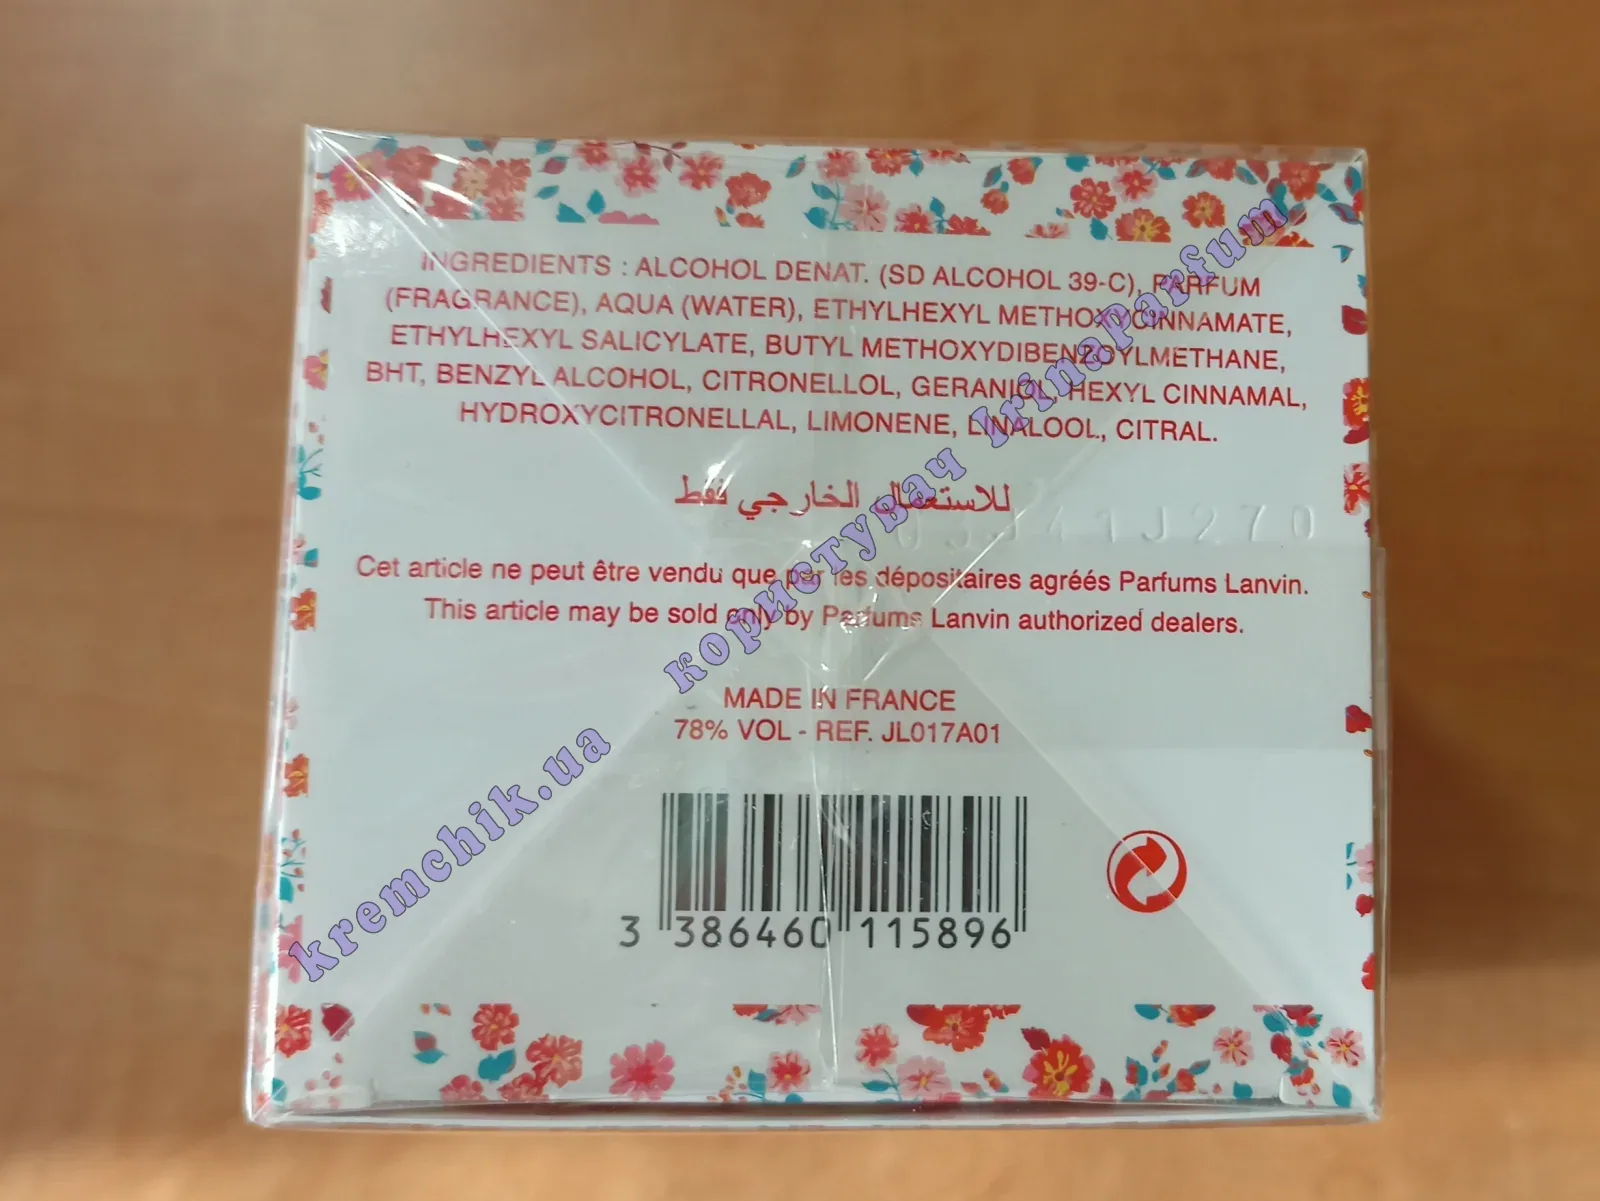 INGREDIENTS : ALCOHOL DENAT. (SD ALCOHOL 39-C), PARFUM
(FRAGRANCE), AQUA (WATER), ETHYLHEXYL METHOXYCINNAMATE,
ETHYLHEXYL SALICYLATE, BUTYL METHOXYDIBENZOYLMETHANE,
BHT, BENZYL ALCOHOL, CITRONELLOL, GERANIOL, HEXYL CINNAMAL,
HYDROXYCITRONELLAL, LIMONENE, LINALOOL, CITRAL.
للاستعمال الخارجي فقط
41J270
Cet article ne peut être vendu que par les dépositaires agréés Parfums Lanvin.
This article may be sold only by Parfums Lanvin authorized dealers.
MADE IN FRANCE
78% VOL - REF. JL017A01
3 386460 115896
kremchik.ua користувач IrinaParfum